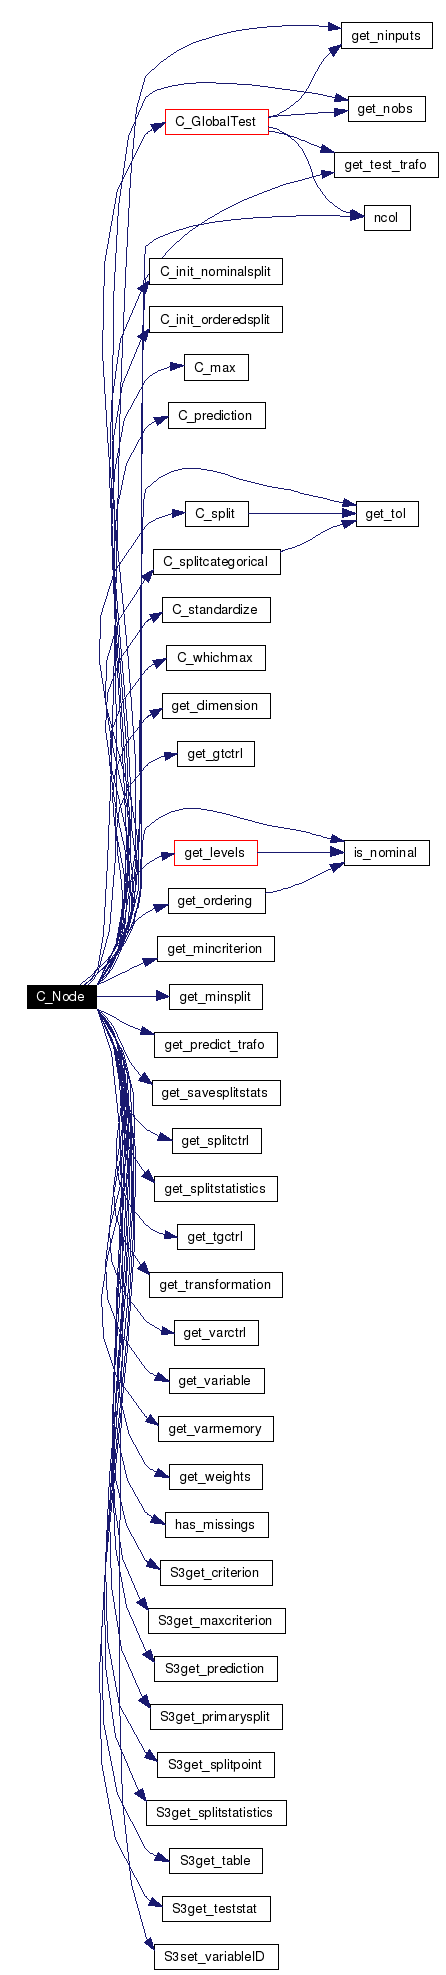 get_ninputs
get_nobs
C_GlobalTest
get_test_trafo
ncol
C_init_nominalsplit
C_init_orderedsplit
C_max
C_prediction
C_split
get_tol
C_splitcategorical
C_standardize
C_whichmax
get_dimension
get_gtctrl
get_levels
is_nominal
get_ordering
get_mincriterion
C_Node
get_minsplit
get_predict_trafo
get_savesplitstats
get_splitctrl
get_splitstatistics
get_tgctrl
get_transformation
get_varctrl
get_variable
get_varmemory
get_weights
has_missings
S3get_criterion
S3get_maxcriterion
S3get_prediction
S3get_primarysplit
S3get_splitpoint
S3get_splitstatistics
S3get_table
S3get_teststat
S3set_variableID